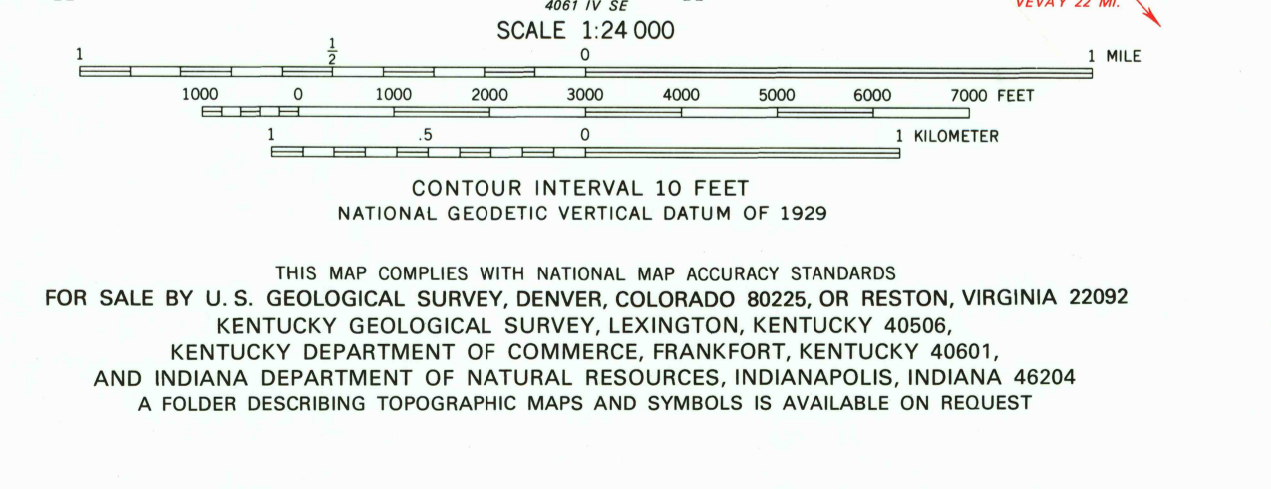 4061 IV SE
VEVAY 22 MI.
SCALE 1:24 000
1 1/2 0 1 MILE
1000 0 1000 2000 3000 4000 5000 6000 7000 FEET
1 .5 0 1 KILOMETER
CONTOUR INTERVAL 10 FEET
NATIONAL GEODETIC VERTICAL DATUM OF 1929
THIS MAP COMPLIES WITH NATIONAL MAP ACCURACY STANDARDS
FOR SALE BY U. S. GEOLOGICAL SURVEY, DENVER, COLORADO 80225, OR RESTON, VIRGINIA 22092
KENTUCKY GEOLOGICAL SURVEY, LEXINGTON, KENTUCKY 40506,
KENTUCKY DEPARTMENT OF COMMERCE, FRANKFORT, KENTUCKY 40601,
AND INDIANA DEPARTMENT OF NATURAL RESOURCES, INDIANAPOLIS, INDIANA 46204
A FOLDER DESCRIBING TOPOGRAPHIC MAPS AND SYMBOLS IS AVAILABLE ON REQUEST